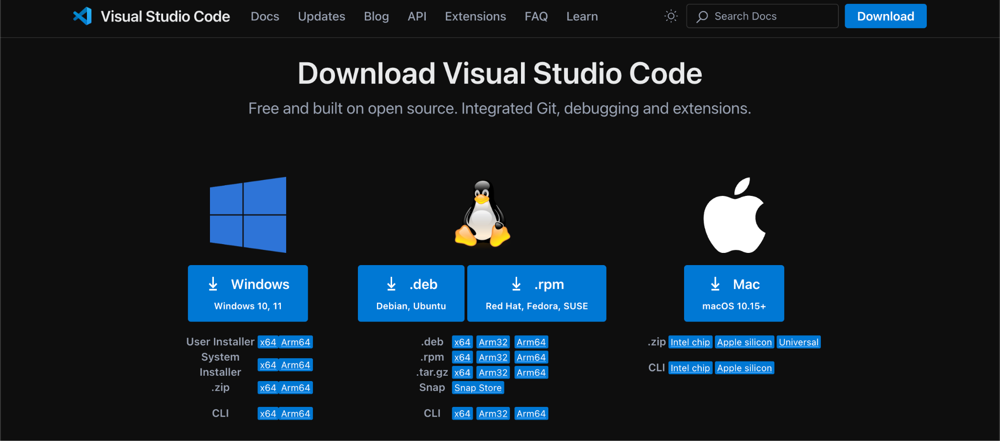 Visual Studio Code Docs Updates Blog API Extensions FAQ Learn Search Docs Download
Download Visual Studio Code
Free and built on open source. Integrated Git, debugging and extensions.
Windows
Windows 10, 11
User Installer x64 Arm64
System
Installer x64 Arm64
.zip x64 Arm64
CLI x64 Arm64
.deb
Debian, Ubuntu
.rpm
Red Hat, Fedora, SUSE
.deb x64 Arm32 Arm64
.rpm x64 Arm32 Arm64
.tar.gz x64 Arm32 Arm64
Snap Snap Store
CLI x64 Arm32 Arm64
Mac
macOS 10.15+
.zip Intel chip Apple silicon Universal
CLI Intel chip Apple silicon